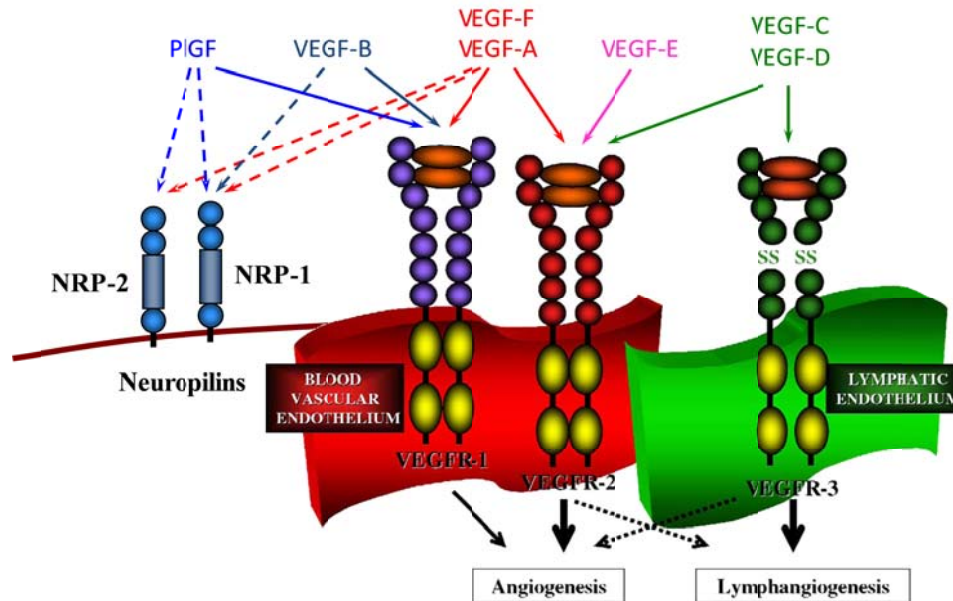 VEGF-F
PlGF
VEGF-B
VEGF-A
VEGF-E
VEGF-C
VEGF-D
SS SS
NRP-2
NRP-1
Neuropilins
BLOOD
VASCULAR
ENDOTHELIUM
LYMPHATIC
ENDOTHELIUM
VEGFR-1
VEGFR-2
VEGFR-3
Angiogenesis
Lymphangiogenesis